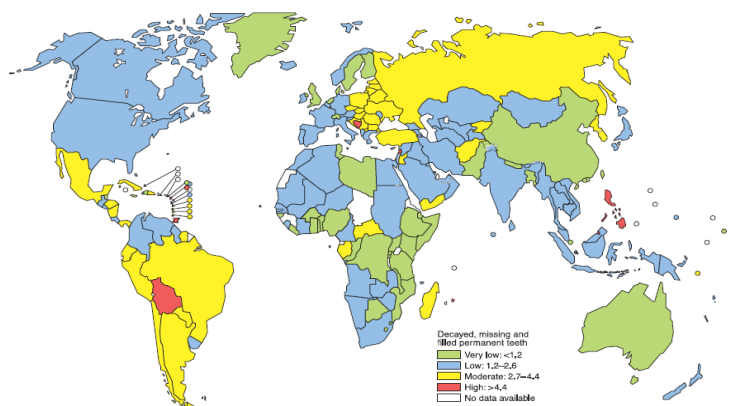 Decayed, missing and
filled permanent teeth
Very low: <1.2
Low: 1.2–2.6
Moderate: 2.7–4.4
High: >4.4
No data available